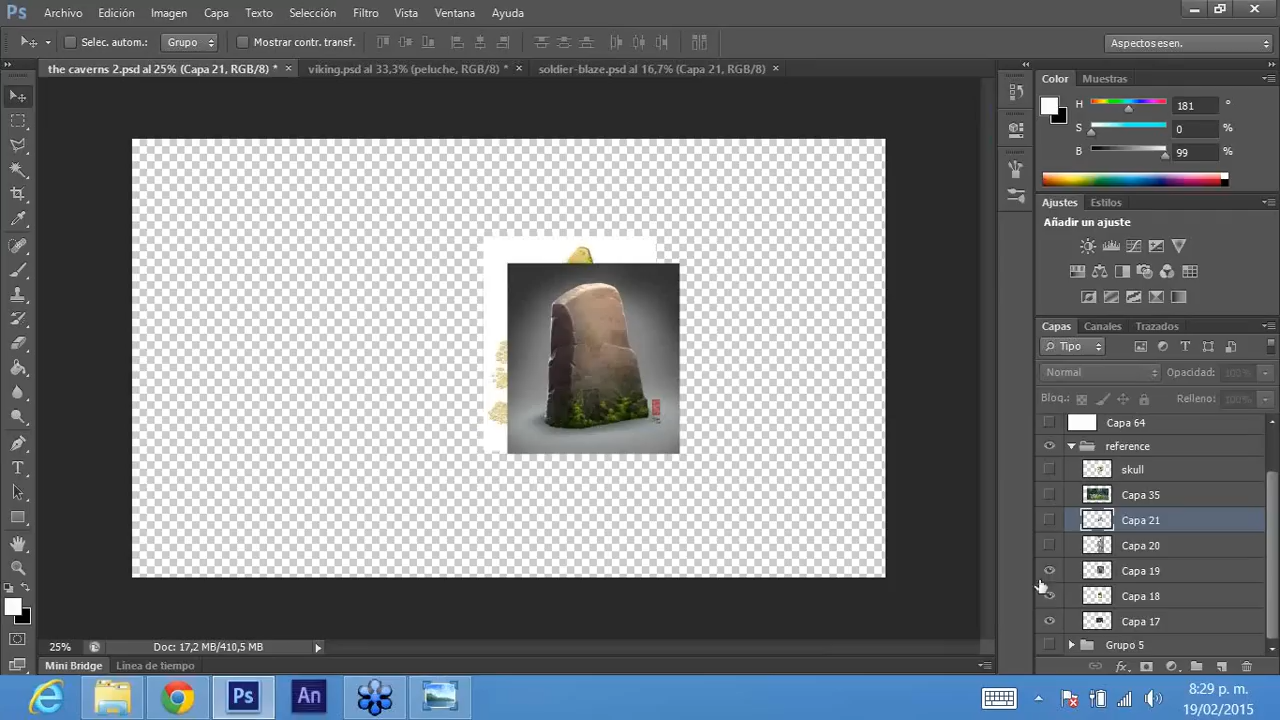 Ps Archivo Edición Imagen Capa Texto Selección Filtro Vista Ventana Ayuda
Selec. autom.: Grupo Mostrar contr. transf. Aspectos esen.
the caverns 2.psd al 25% (Capa 21, RGB/8) * viking.psd al 33,3% (peluche, RGB/8) * soldier-blaze.psd al 16,7% (Capa 21, RGB/8)
Color Muestras
H 181 °
S 0 %
B 99 %
Ajustes Estilos
Añadir un ajuste
Capas Canales Trazados
Tipo
Normal Opacidad: 100%
Bloq.: Relleno: 100%
Capa 64
reference
skull
Capa 35
Capa 21
Capa 20
Capa 19
Capa 18
Capa 17
Grupo 5
25% Doc: 17,2 MB/410,5 MB
Mini Bridge Línea de tiempo
Ps An
8:29 p. m.
19/02/2015